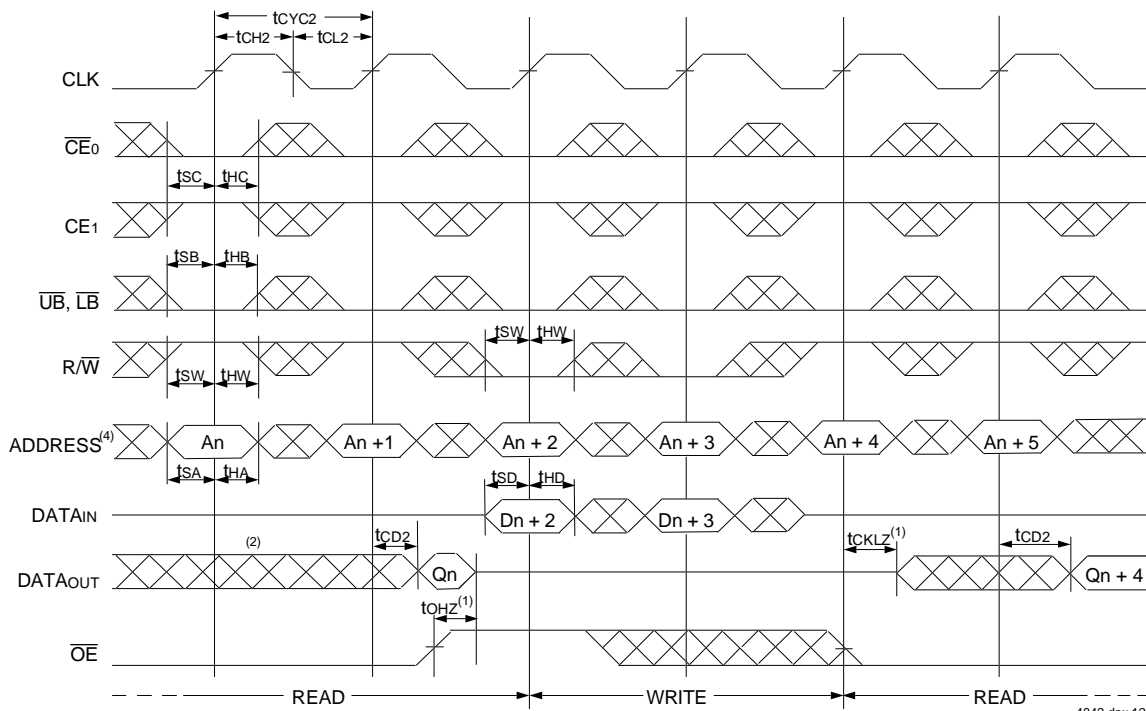 tCYC2
tCH2 tCL2
CLK
CE0
tSC tHC
CE1
tSB tHB
UB, LB
tSW tHW
R/W
tSW tHW
ADDRESS(4) An An +1 An + 2 An + 3 An + 4 An + 5
tSA tHA tSD tHD
DATAIN Dn + 2 Dn + 3
(2) tCD2 tCKLZ(1) tCD2
DATAOUT Qn Qn + 4
tOHZ(1)
OE
READ WRITE READ